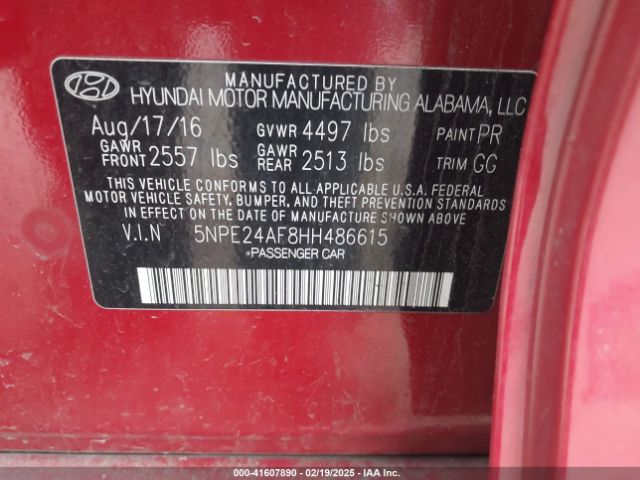 MANUFACTURED BY
HYUNDAI MOTOR MANUFACTURING ALABAMA, LLC
Aug/17/16 GVWR 4497 lbs PAINT PR
GAWR FRONT 2557 lbs GAWR REAR 2513 lbs TRIM GG
THIS VEHICLE CONFORMS TO ALL APPLICABLE U.S.A. FEDERAL
MOTOR VEHICLE SAFETY, BUMPER, AND THEFT PREVENTION STANDARDS
IN EFFECT ON THE DATE OF MANUFACTURE SHOWN ABOVE
V.I.N 5NPE24AF8HH486615
*PASSENGER CAR
000-41607890 - 02/19/2025 - IAA Inc.